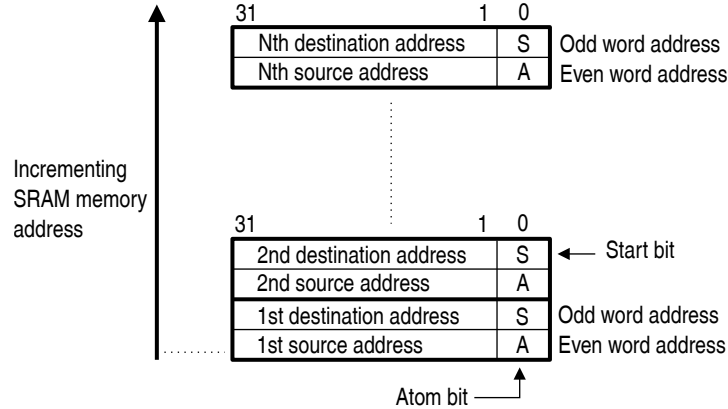 31 1 0
Nth destination address S Odd word address
Nth source address A Even word address
Incrementing
SRAM memory
address
31 1 0
2nd destination address S Start bit
2nd source address A
1st destination address S Odd word address
1st source address A Even word address
Atom bit